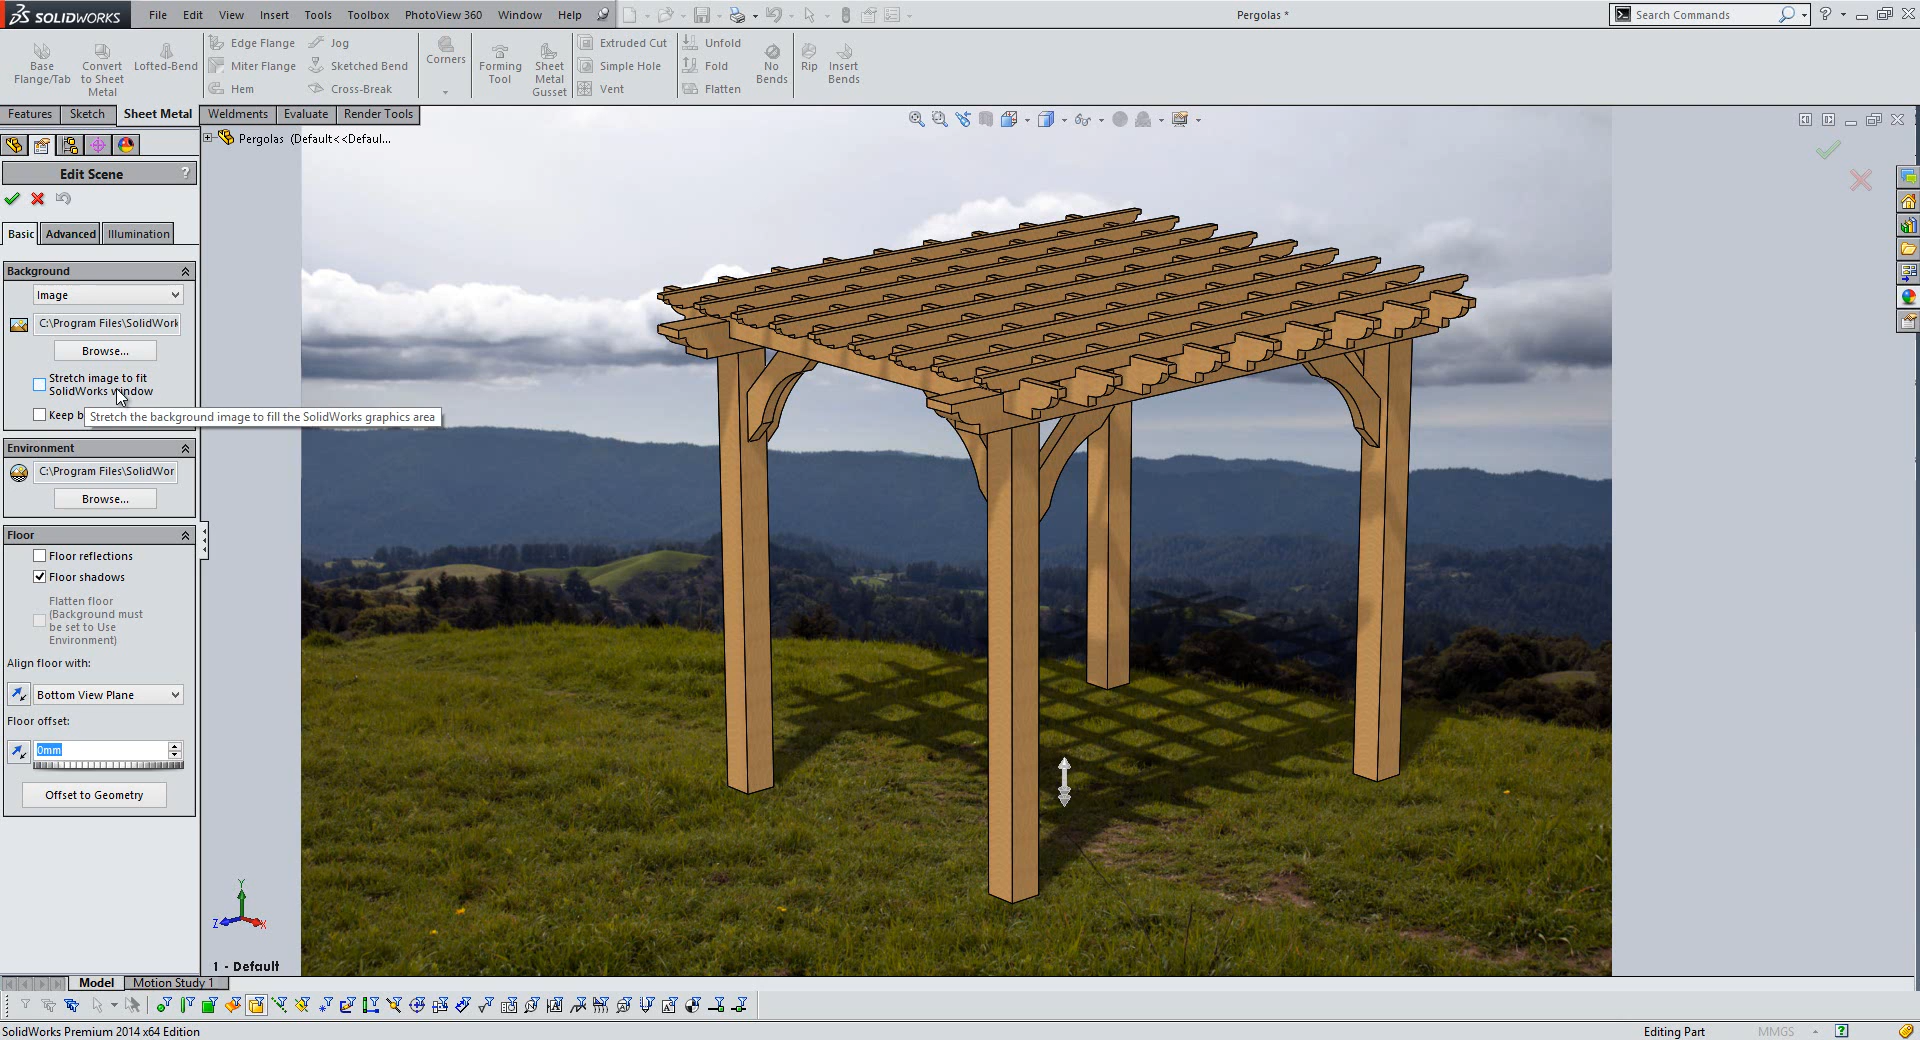 SOLIDWORKS
File Edit View Insert Tools Toolbox PhotoView 360 Window Help
Pergolas *
Search Commands
?
Base Flange/Tab
Convert to Sheet Metal
Lofted-Bend
Edge Flange
Miter Flange
Hem
Jog
Sketched Bend
Cross-Break
Corners
Forming Tool
Sheet Metal Gusset
Extruded Cut
Simple Hole
Vent
Unfold
Fold
Flatten
No Bends
Rip
Insert Bends
Features Sketch Sheet Metal Weldments Evaluate Render Tools
Pergolas (Default<<Defaul...
Edit Scene ?
Basic Advanced Illumination
Background
Image
C:\Program Files\SolidWork
Browse...
Stretch image to fit
SolidWorks window
Keep b
Stretch the background image to fill the SolidWorks graphics area
Environment
C:\Program Files\SolidWor
Browse...
Floor
Floor reflections
Floor shadows
Flatten floor
(Background must
be set to Use
Environment)
Align floor with:
Bottom View Plane
Floor offset:
0mm
Offset to Geometry
Y
Z
X
1 - Default
Model Motion Study 1
SolidWorks Premium 2014 x64 Edition
Editing Part
MMGS
?